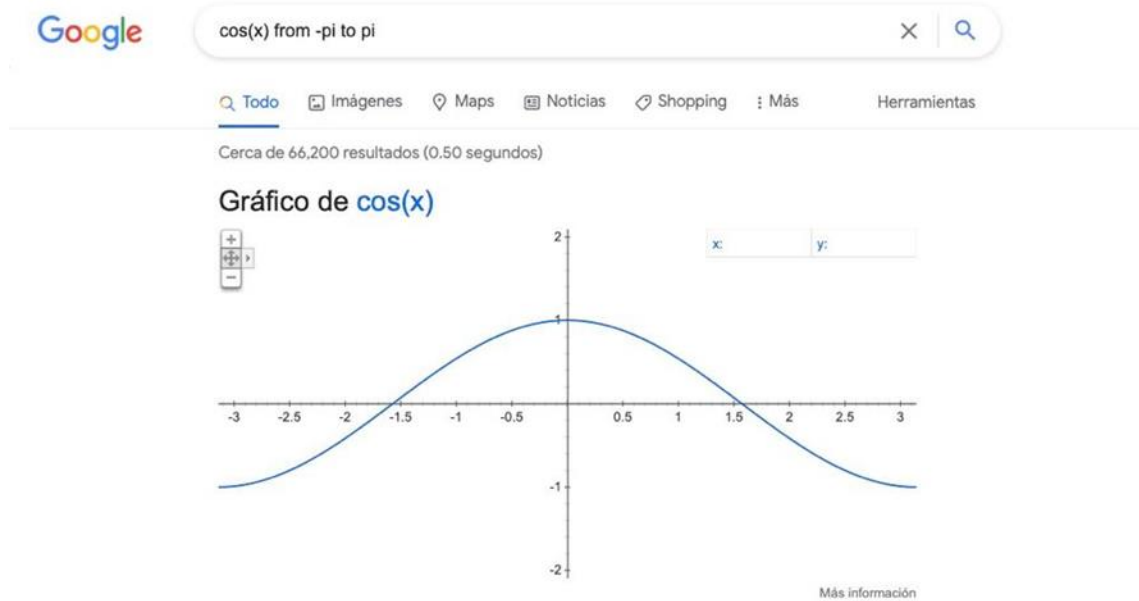 Google
cos(x) from -pi to pi
Todo Imágenes Maps Noticias Shopping Más Herramientas
Cerca de 66,200 resultados (0.50 segundos)
Gráfico de cos(x)
x: y:
2
1
-3 -2.5 -2 -1.5 -1 -0.5 0.5 1 1.5 2 2.5 3
-1
-2
Más información